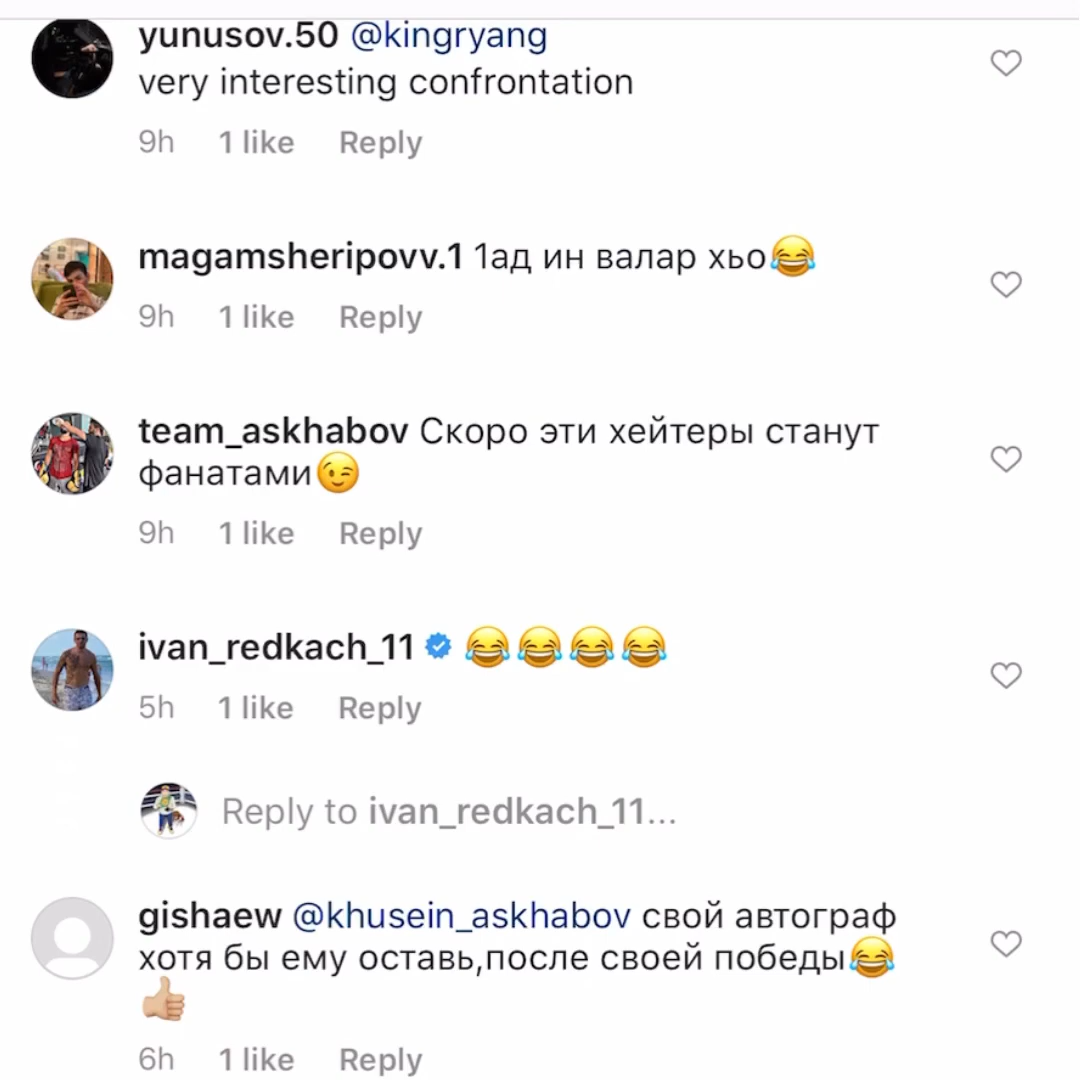 yunusov.50 @kingryang
very interesting confrontation
9h 1 like Reply
magamsheripovv.1 1ад ин валар хьо😂
9h 1 like Reply
team_askhabov Скоро эти хейтеры станут
фанатами😉
9h 1 like Reply
ivan_redkach_11 😂😂😂😂
5h 1 like Reply
Reply to ivan_redkach_11...
gishaew @khusein_askhabov свой автограф
хотя бы ему оставь,после своей победы😂
👍🏼
6h 1 like Reply